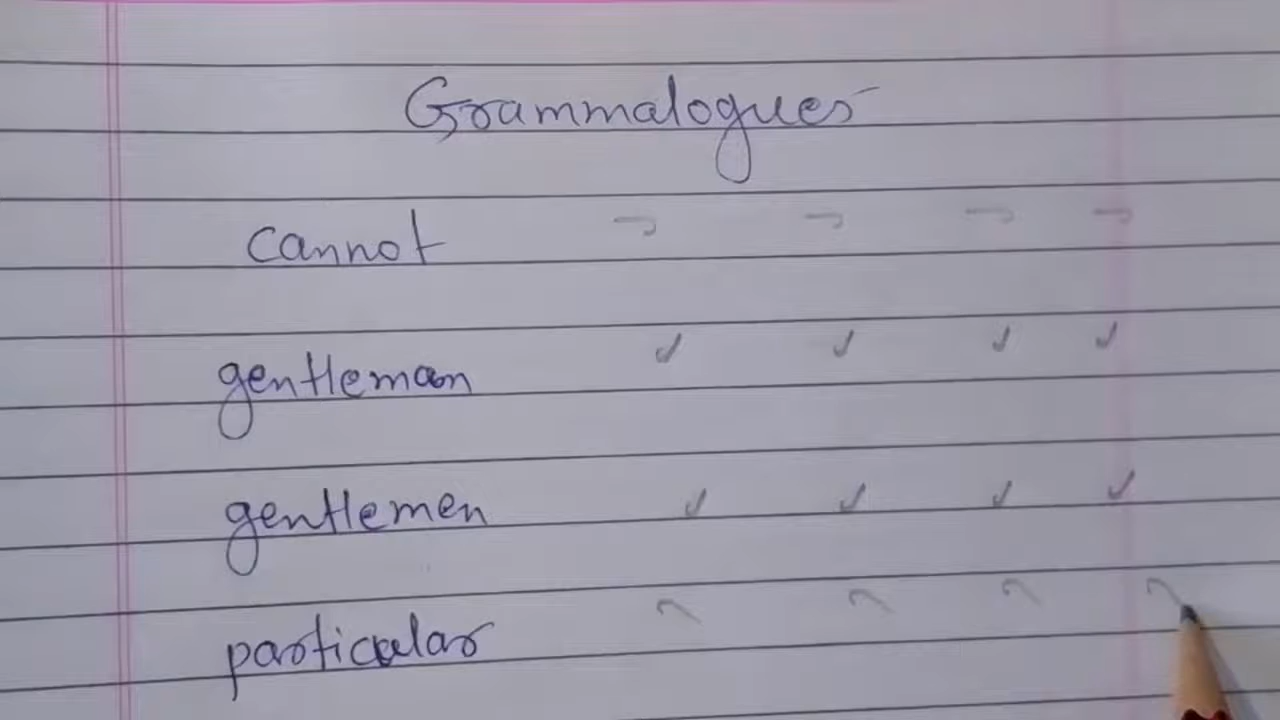 Grammalogues
cannot
gentleman
gentlemen
particular